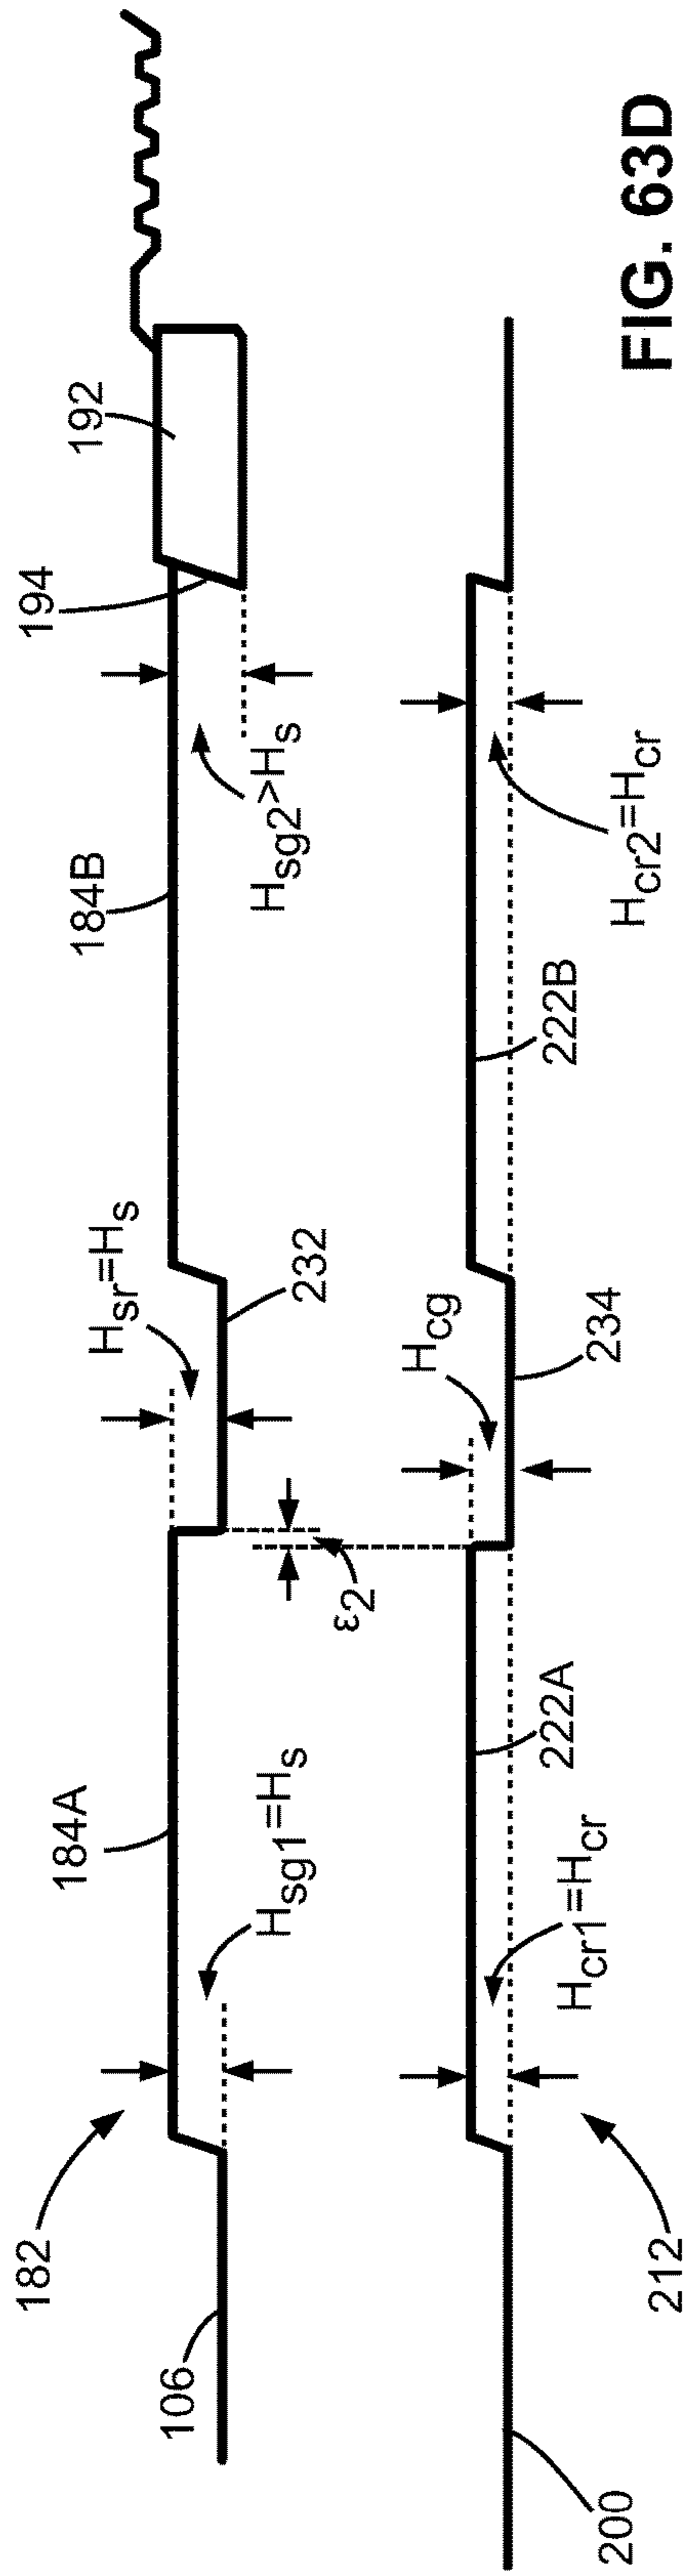 182
106
184A
H_sg1=H_s
H_sr=H_s
232
184B
H_sg2>H_s
194
192
ε2
200
212
222A
H_cr1=H_cr
H_cg
234
222B
H_cr2=H_cr
FIG. 63D